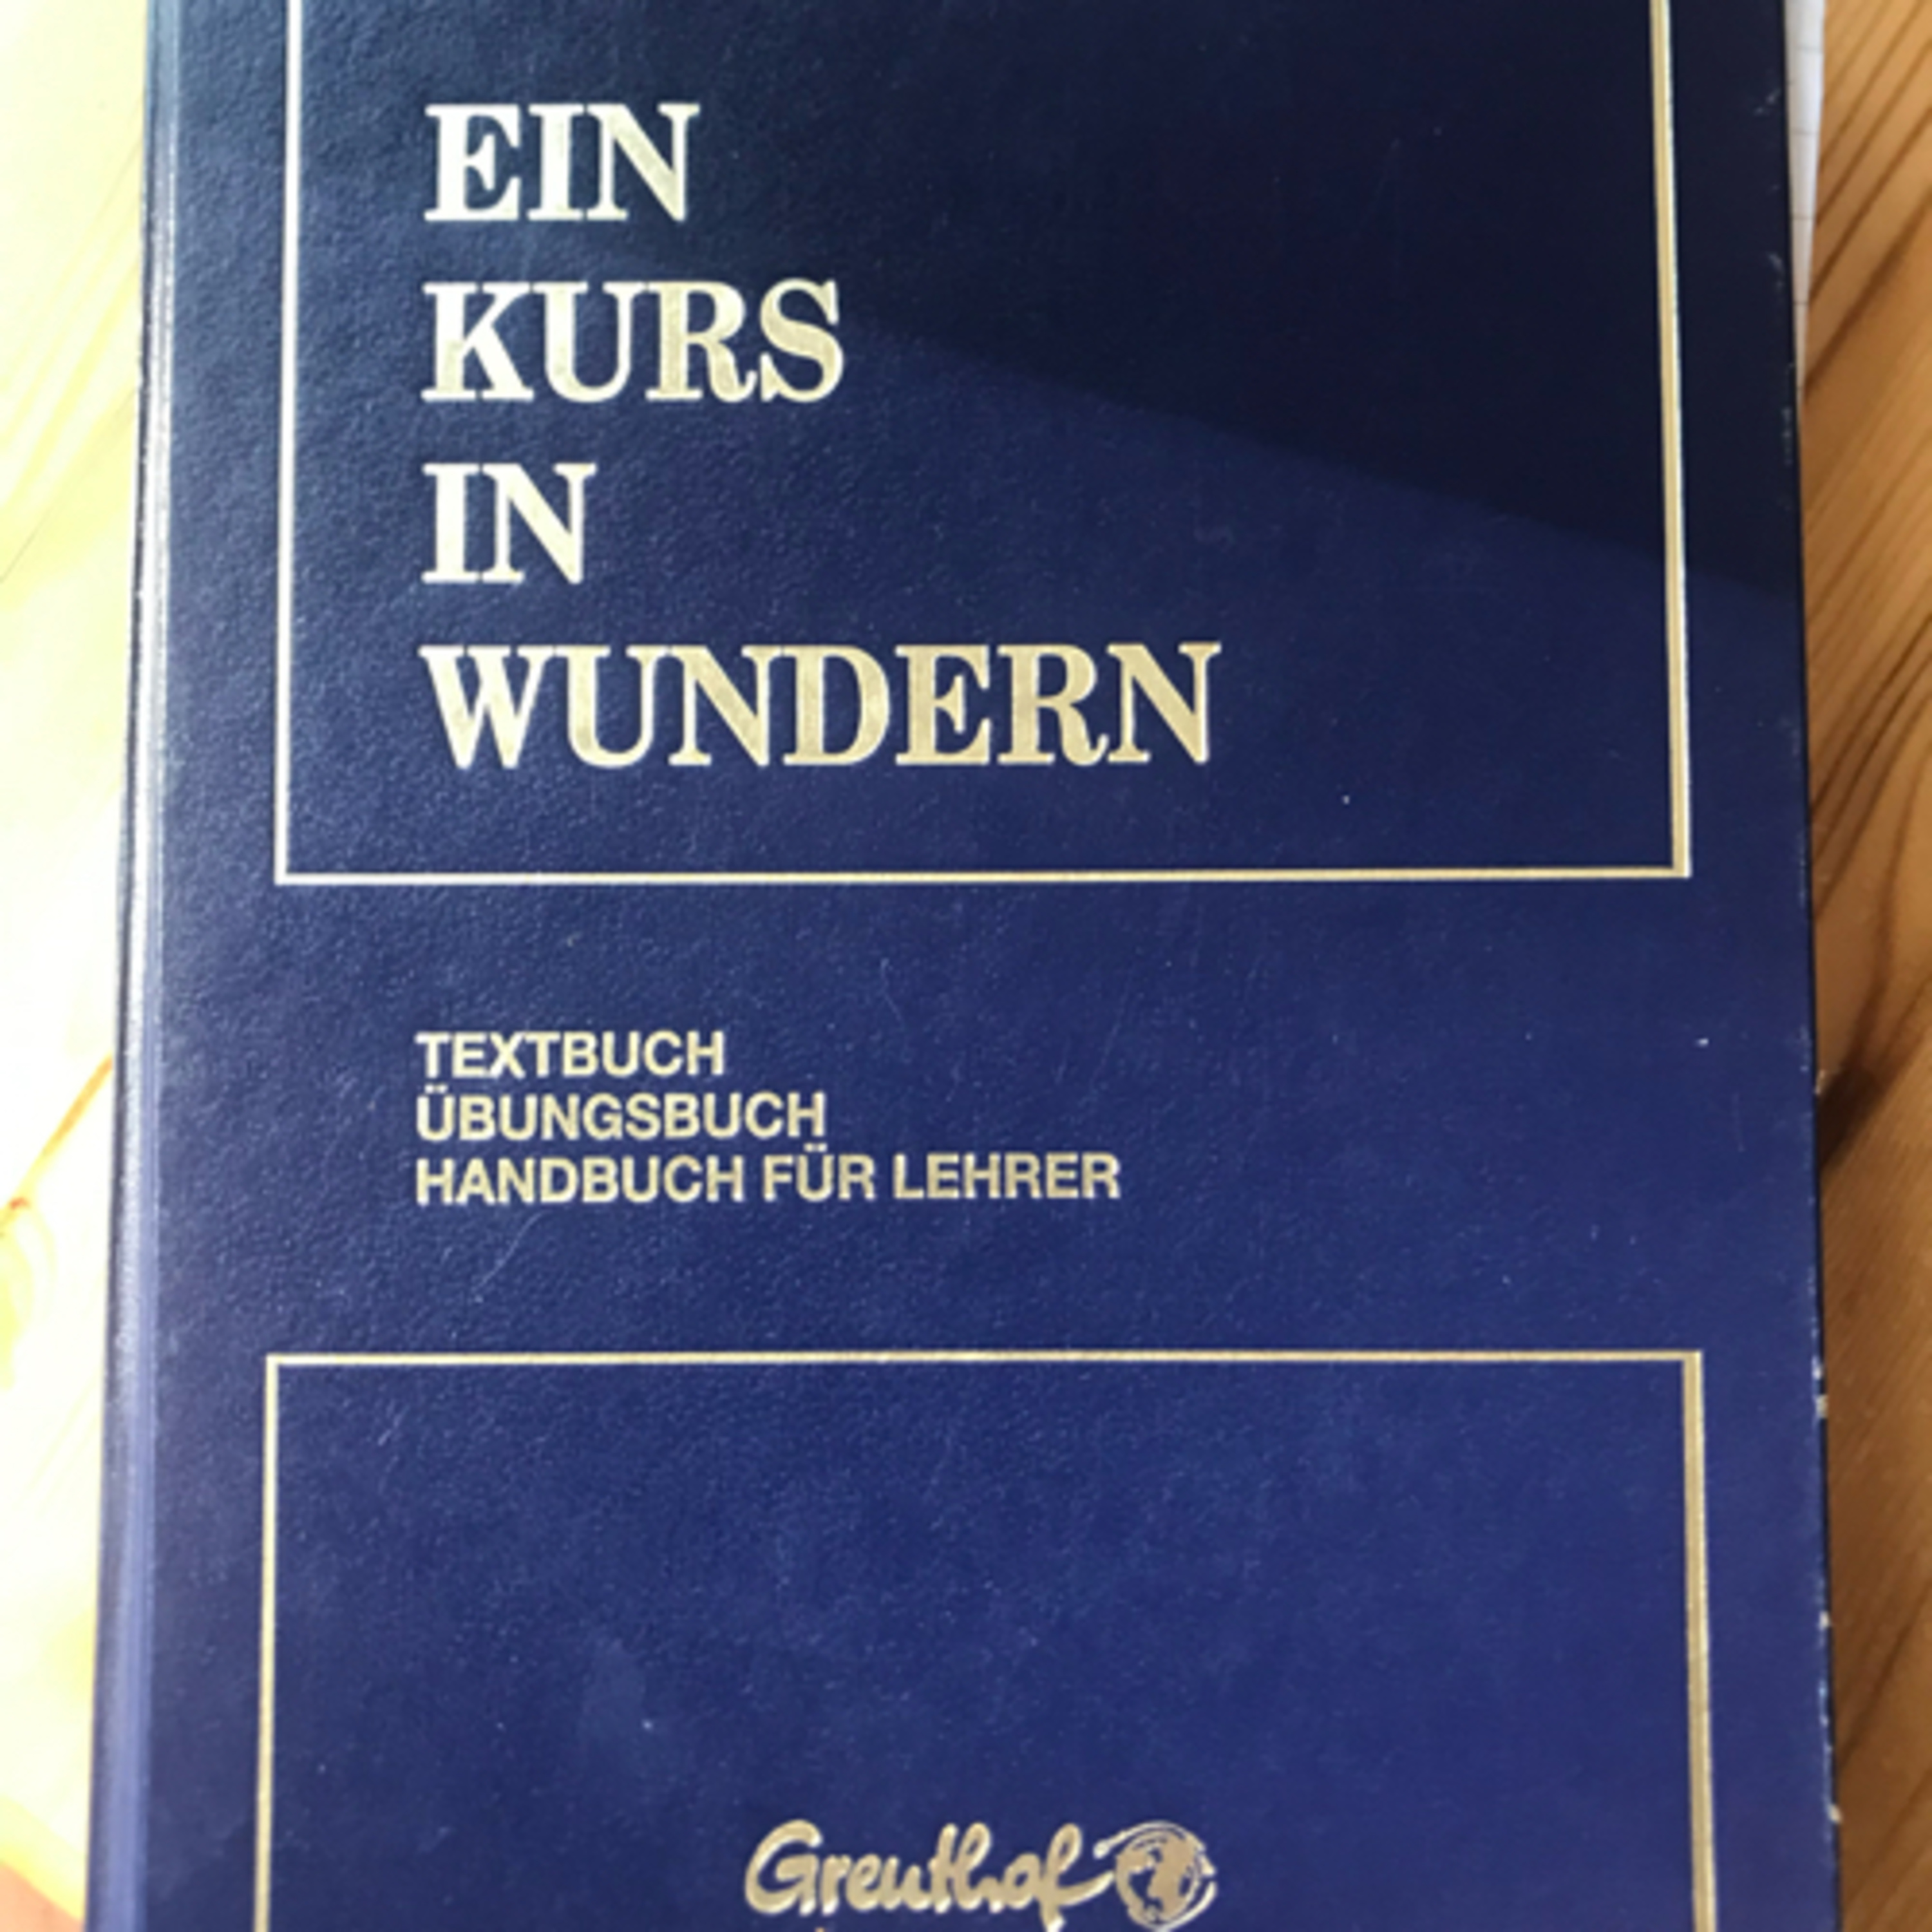 EIN
KURS
IN
WUNDERN
TEXTBUCH
ÜBUNGSBUCH
HANDBUCH FÜR LEHRER
Greuthof